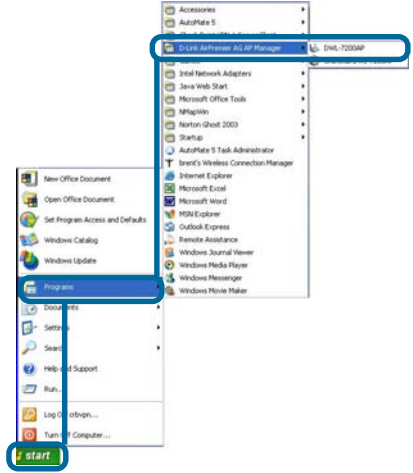 Accessories
AutoMate 5
D-Link AirPremier AG AP Manager
DWL-7200AP
Games
Intel Network Adapters
Java Web Start
Microsoft Office Tools
NMapWin
Norton Ghost 2003
Startup
AutoMate 5 Task Administrator
brent's Wireless Connection Manager
Internet Explorer
Microsoft Excel
Microsoft Word
MSN Explorer
Outlook Express
Remote Assistance
Windows Journal Viewer
Windows Media Player
Windows Messenger
Windows Movie Maker
New Office Document
Open Office Document
Set Program Access and Defaults
Windows Catalog
Windows Update
Programs
Documents
Settings
Search
Help and Support
Run...
Log Off crbvpn...
Turn Off Computer...
start